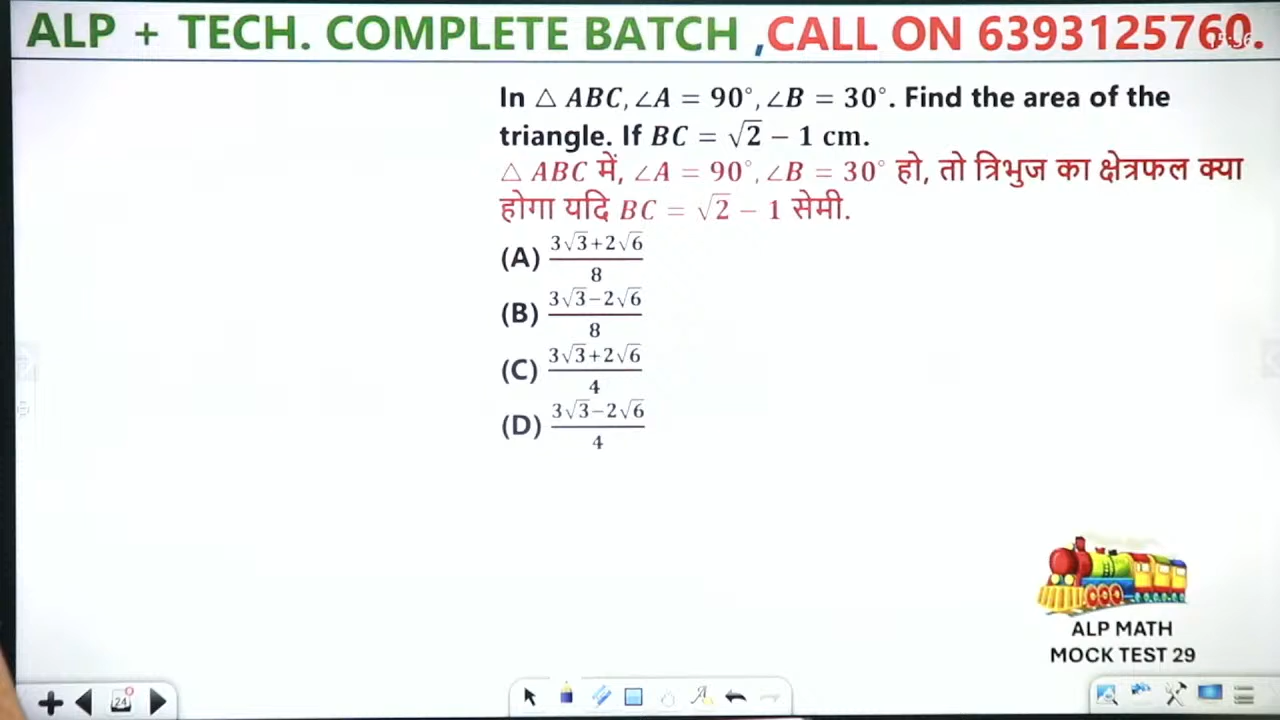 ALP + TECH. COMPLETE BATCH ,CALL ON 6393125760.
In △ ABC, ∠A = 90°, ∠B = 30°. Find the area of the
triangle. If BC = √2 − 1 cm.
△ ABC में, ∠A = 90°, ∠B = 30° हो, तो त्रिभुज का क्षेत्रफल क्या
होगा यदि BC = √2 − 1 सेमी.
(A) (3√3+2√6)/8
(B) (3√3−2√6)/8
(C) (3√3+2√6)/4
(D) (3√3−2√6)/4
ALP MATH
MOCK TEST 29
24